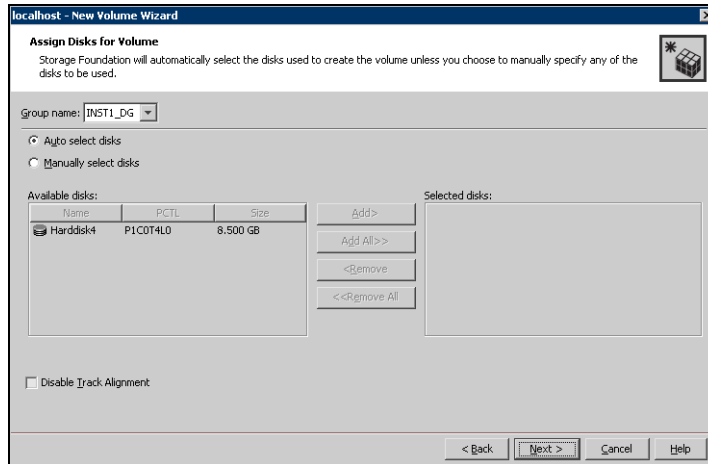 localhost - New Volume Wizard
Assign Disks for Volume
Storage Foundation will automatically select the disks used to create the volume unless you choose to manually specify any of the
disks to be used.
Group name: INST1_DG
Auto select disks
Manually select disks
Available disks:
Selected disks:
Name PCTL Size
Harddisk4 P1C0T4L0 8.500 GB
Add>
Add All>>
<Remove
<<Remove All
Disable Track Alignment
< Back Next > Cancel Help